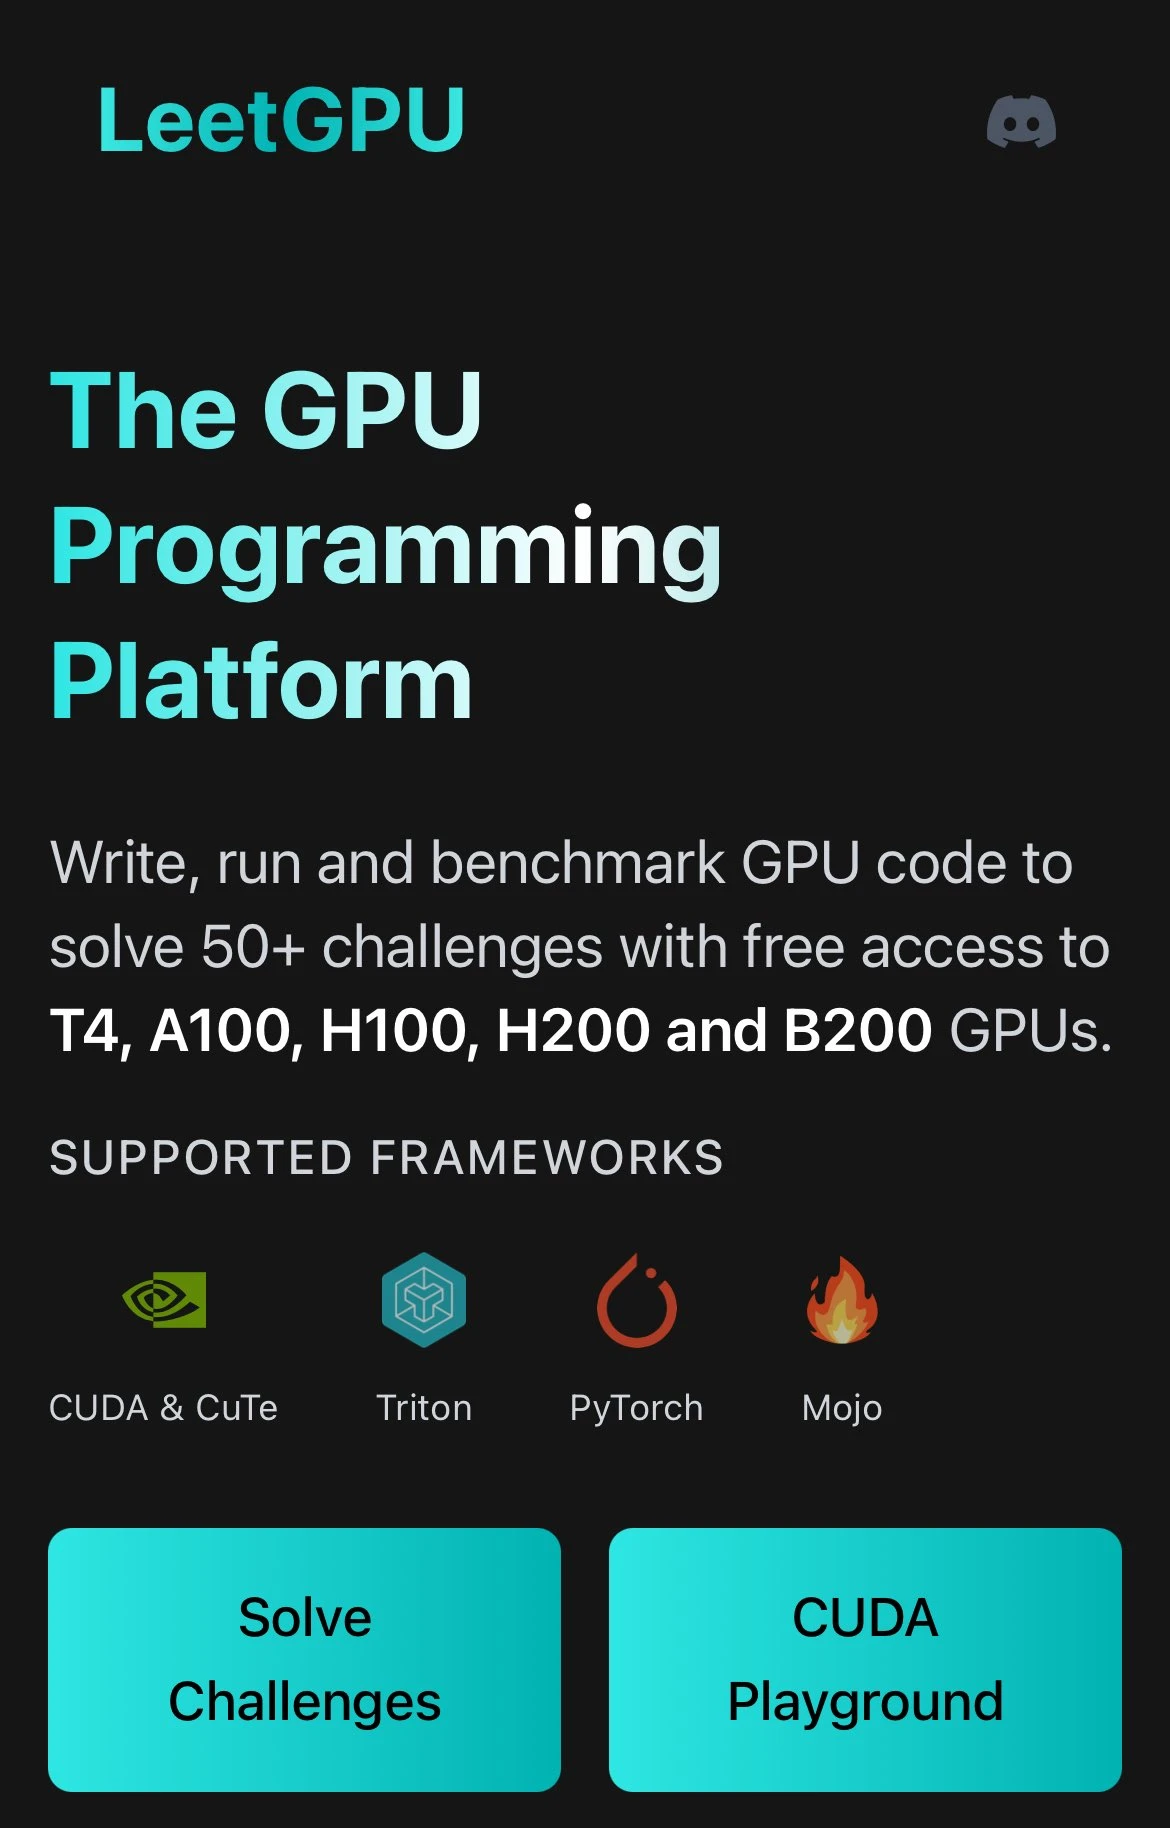 LeetGPU
The GPU
Programming
Platform
Write, run and benchmark GPU code to
solve 50+ challenges with free access to
T4, A100, H100, H200 and B200 GPUs.
SUPPORTED FRAMEWORKS
CUDA & CuTe
Triton
PyTorch
Mojo
Solve
Challenges
CUDA
Playground